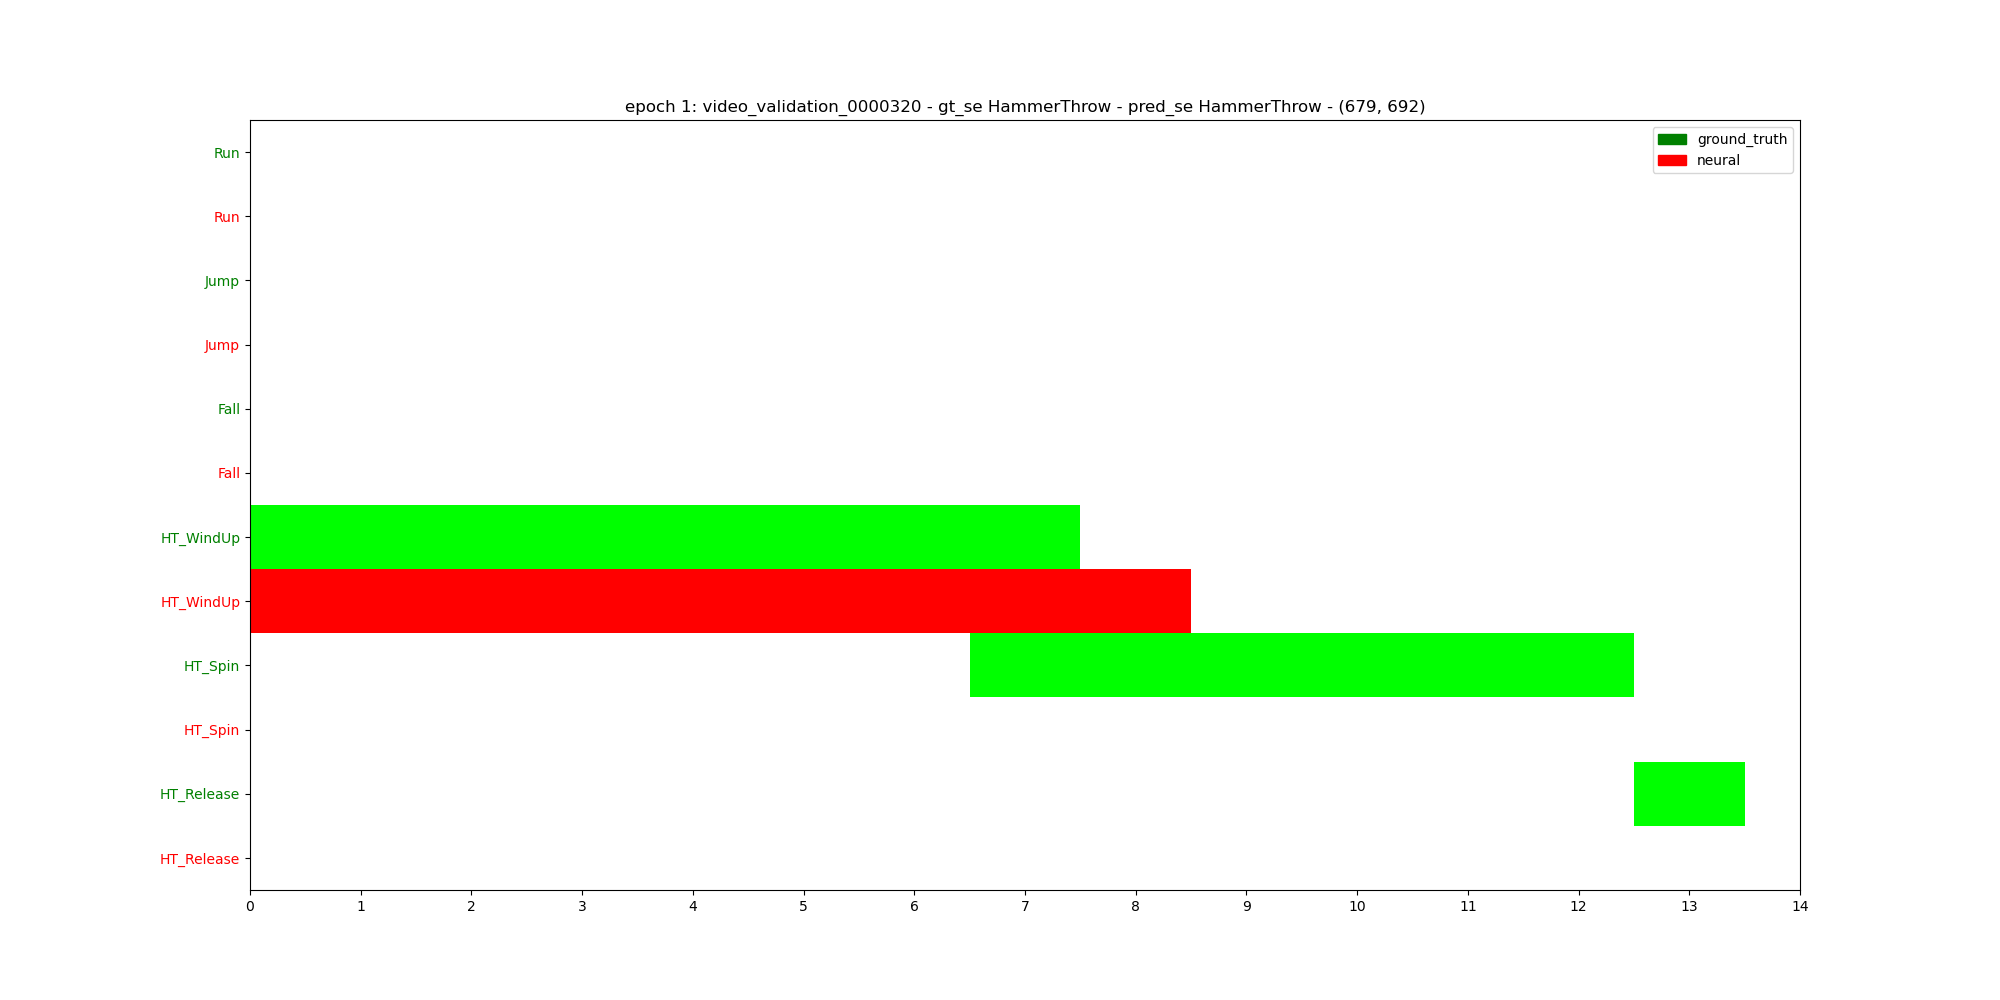 epoch 1: video_validation_0000320 - gt_se HammerThrow - pred_se HammerThrow - (679, 692)
ground_truth
neural
Run
Run
Jump
Jump
Fall
Fall
HT_WindUp
HT_WindUp
HT_Spin
HT_Spin
HT_Release
HT_Release
0 1 2 3 4 5 6 7 8 9 10 11 12 13 14